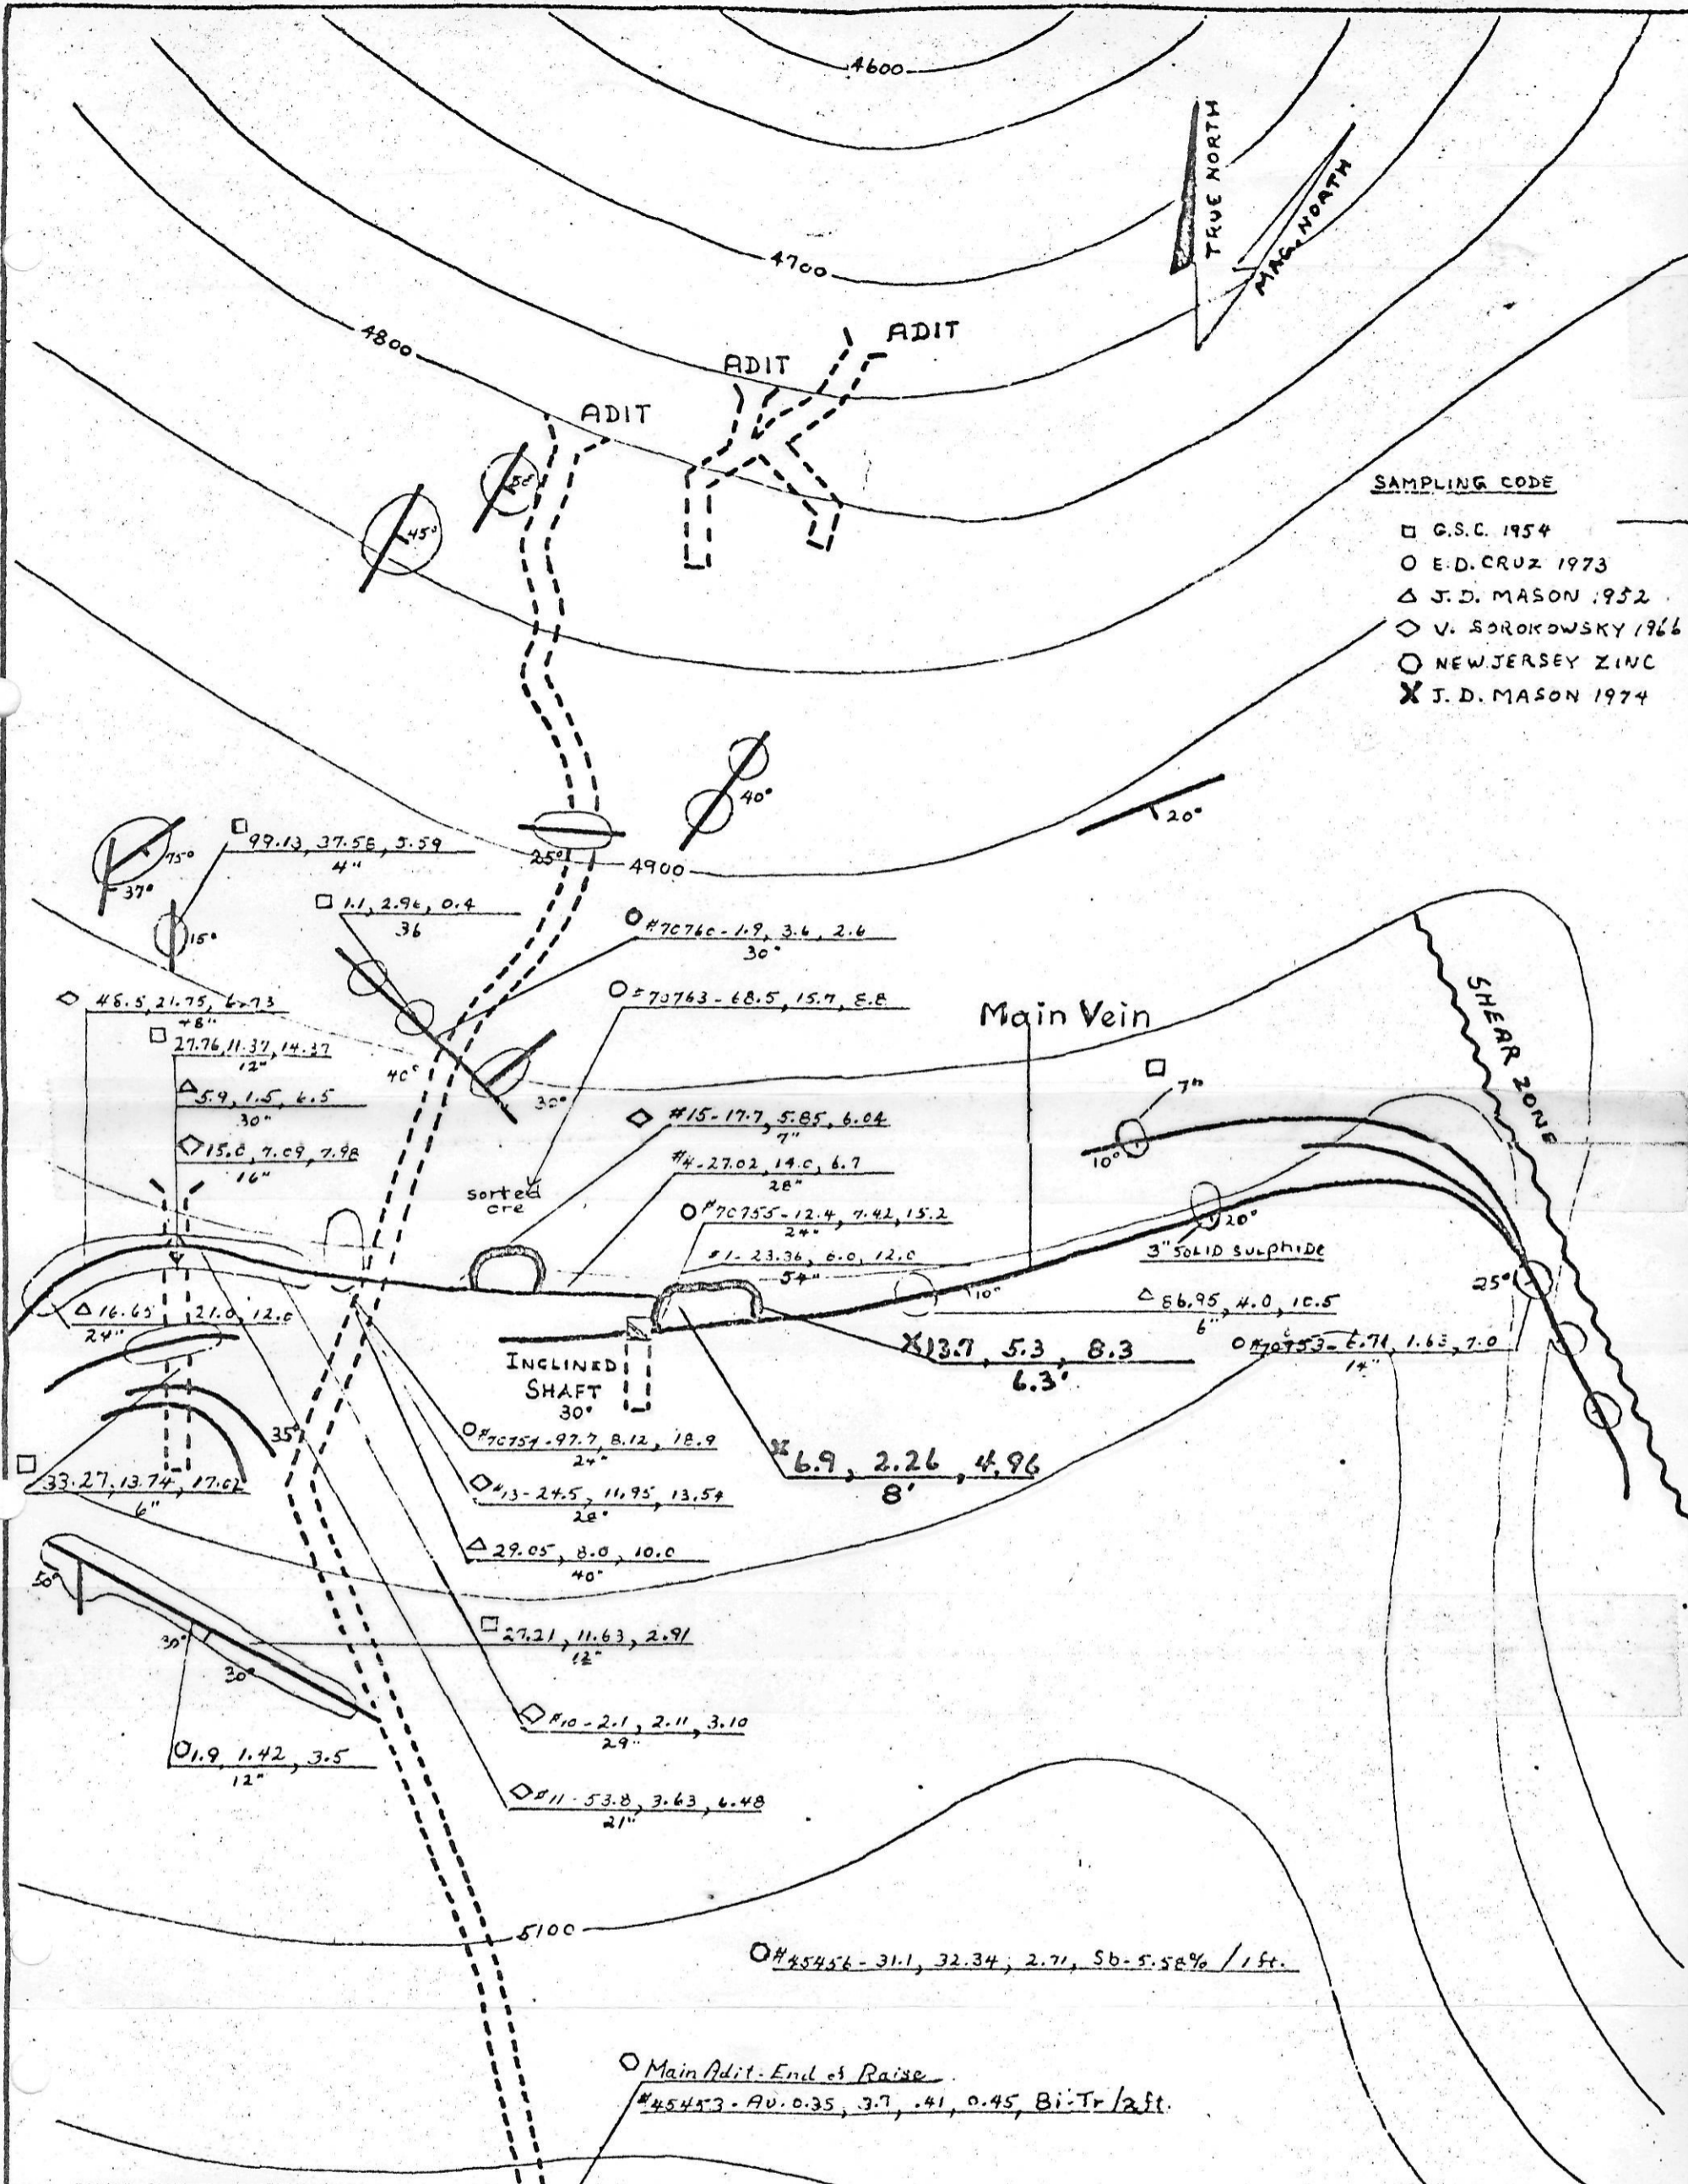 4600
TRUE NORTH
MAG. NORTH
4700
4800
ADIT
ADIT
ADIT
SAMPLING CODE
□ G.S.C. 1954
○ E.D. CRUZ 1973
△ J.D. MASON 1952
◇ V. SOROKOWSKY 1966
○ NEW JERSEY ZINC
X J.D. MASON 1974
45°
40°
20°
75°
37°
15°
25°
4900
99.13, 37.58, 5.59
4"
1.1, 2.96, 0.4
36
#70760-1.9, 3.6, 2.6
30"
#70763-68.5, 15.7, 8.8
Main Vein
SHEAR ZONE
48.5, 21.75, 6.73
48"
27.76, 11.37, 14.37
12"
5.9, 1.5, 6.5
30"
15.0, 7.09, 7.98
16"
40°
30°
sorted
ore
#15-17.7, 5.85, 6.04
7"
#4-27.02, 14.0, 6.7
28"
#70755-12.4, 7.42, 15.2
24"
#1-23.36, 6.0, 12.0
54"
7"
10°
20°
3" SOLID SULPHIDE
10°
25°
16.65, 21.0, 12.0
24"
86.95, 4.0, 10.5
6"
X 13.7, 5.3, 8.3
6.3'
1.63, 7.0
14"
INCLINED
SHAFT
30°
35°
#70754-97.7, 8.12, 18.9
24"
X 6.9, 2.26, 4.96
8'
33.27, 13.74, 17.02
6"
#13-24.5, 11.95, 13.54
28"
29.05, 8.0, 10.0
40"
50°
30°
30°
27.21, 11.63, 2.91
12"
#10-2.1, 2.11, 3.10
29"
1.9, 1.42, 3.5
12"
#11-53.8, 3.63, 6.48
21"
5100
#45456-31.1, 32.34, 2.71, Sb-5.58% / 1 ft.
Main Adit-End of Raise
#45453-Au.0.35, 3.7, .41, 0.45, Bi-Tr/2ft.